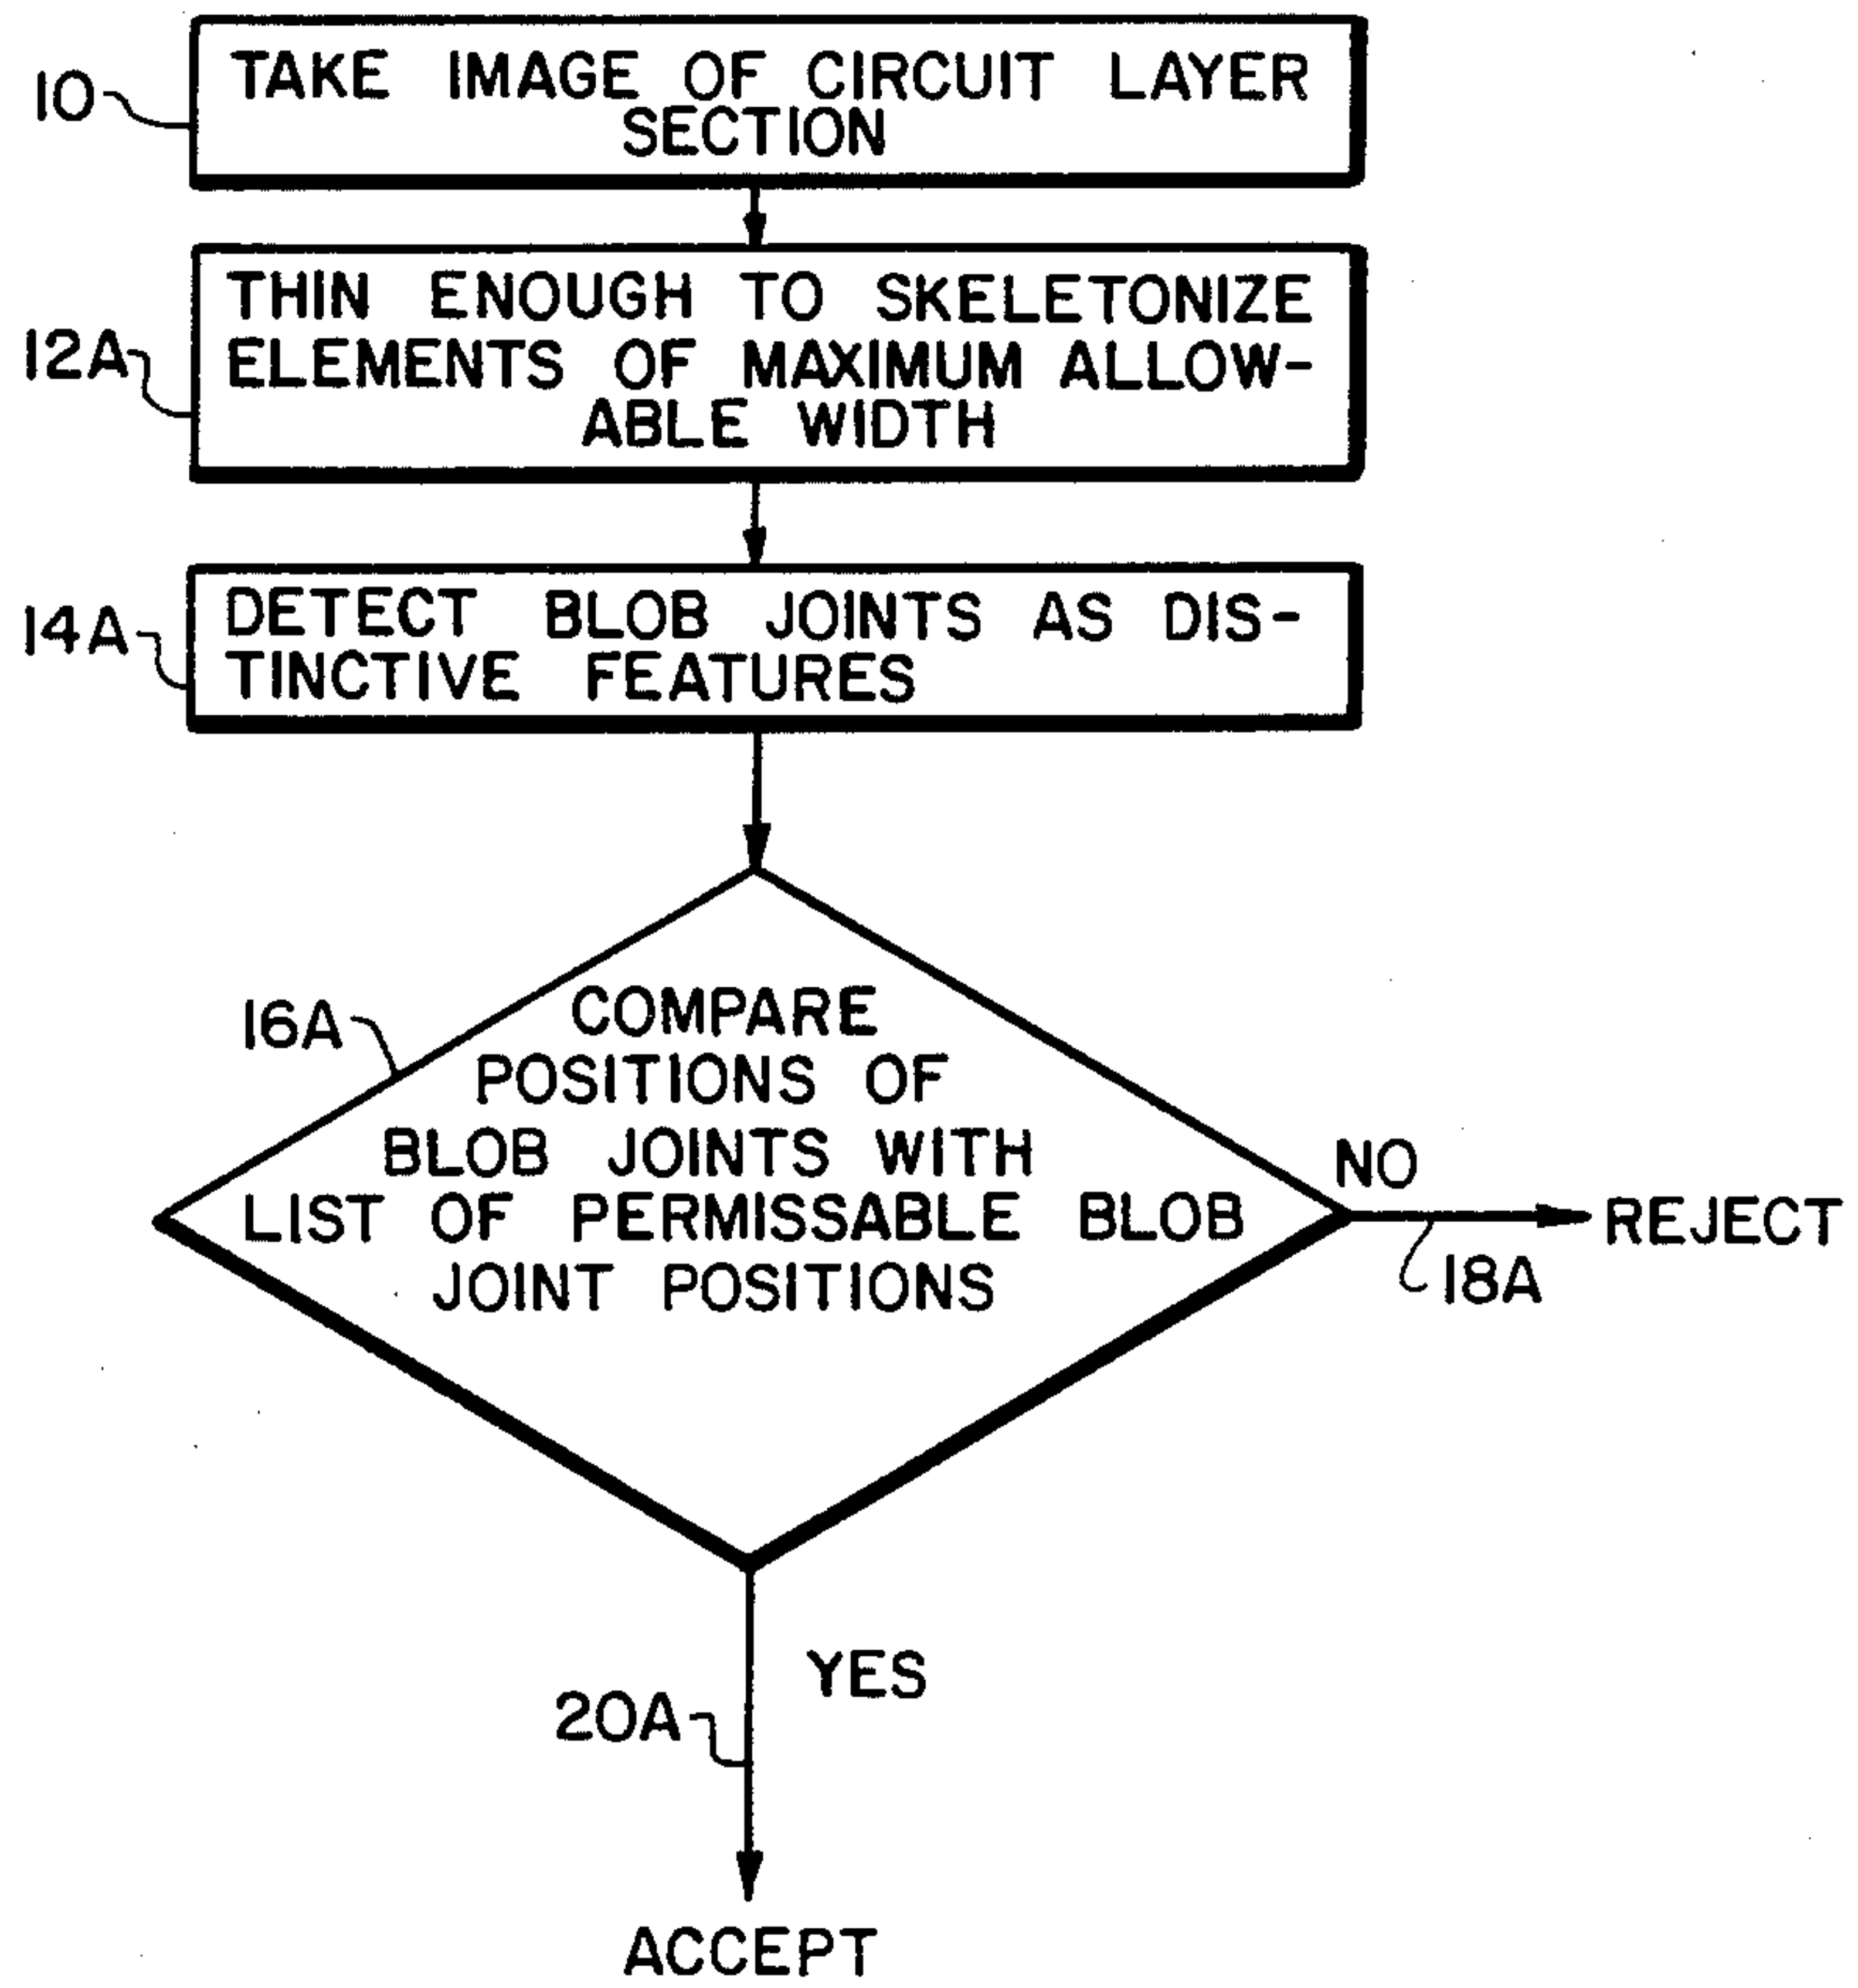 10
TAKE IMAGE OF CIRCUIT LAYER
SECTION
12A
THIN ENOUGH TO SKELETONIZE
ELEMENTS OF MAXIMUM ALLOW-
ABLE WIDTH
14A
DETECT BLOB JOINTS AS DIS-
TINCTIVE FEATURES
16A
COMPARE
POSITIONS OF
BLOB JOINTS WITH
LIST OF PERMISSABLE BLOB
JOINT POSITIONS
NO
REJECT
18A
YES
20A
ACCEPT